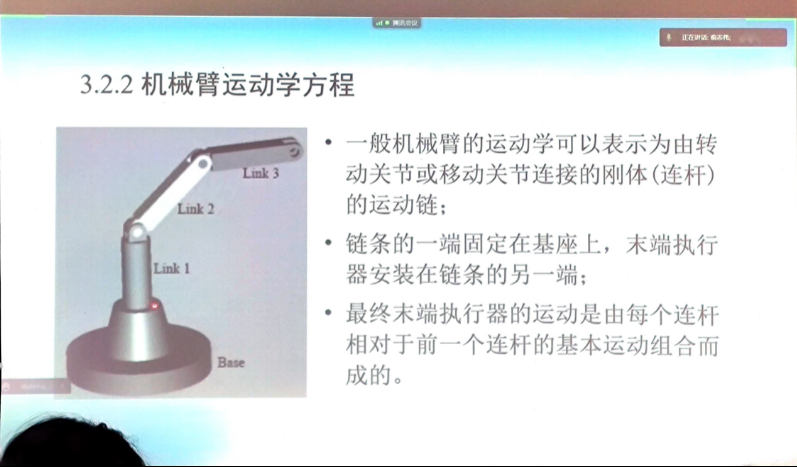 腾讯会议
正在讲话:
3.2.2 机械臂运动学方程
• 一般机械臂的运动学可以表示为由转
动关节或移动关节连接的刚体(连杆)
的运动链；
• 链条的一端固定在基座上，末端执行
器安装在链条的另一端；
• 最终末端执行器的运动是由每个连杆
相对于前一个连杆的基本运动组合而
成的。
Link 3
Link 2
Link 1
Base